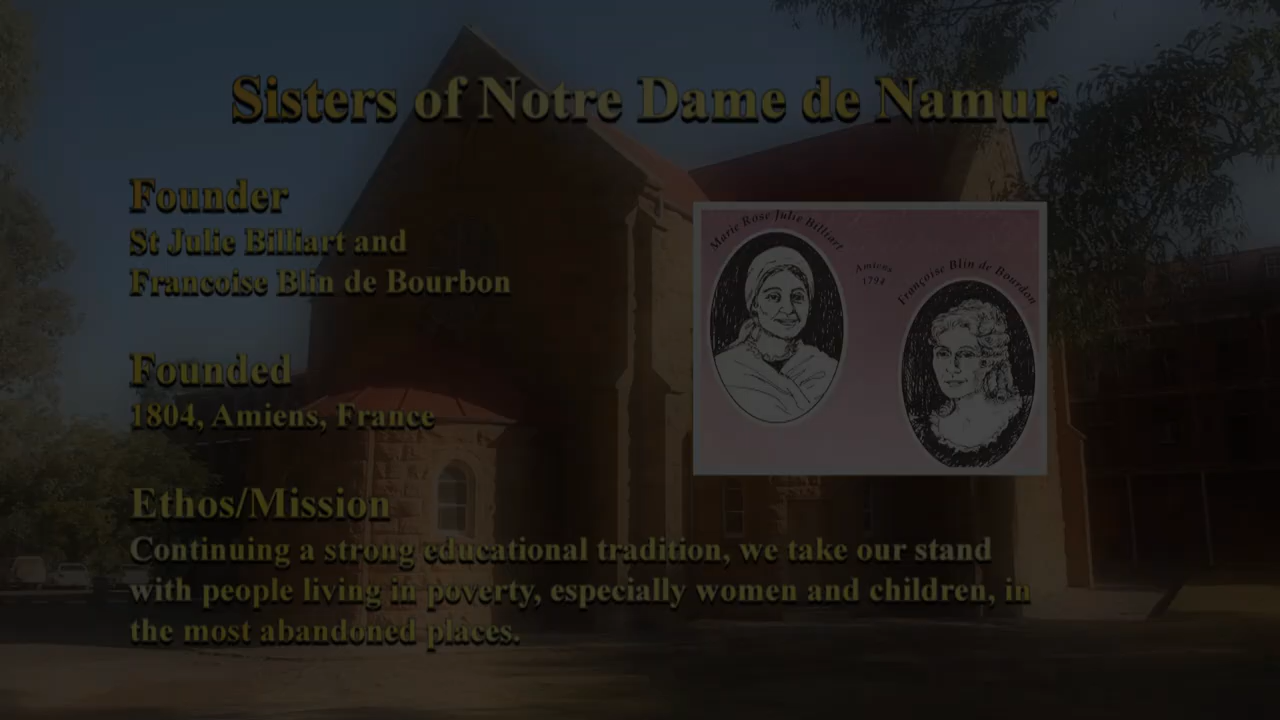 Sisters of Notre Dame de Namur
Founder
St Julie Billiart and
Francoise Blin de Bourbon
Marie Rose Julie Billiart
Amiens
1794
Françoise Blin de Bourdon
Founded
1804, Amiens, France
Ethos/Mission
Continuing a strong educational tradition, we take our stand
with people living in poverty, especially women and children, in
the most abandoned places.